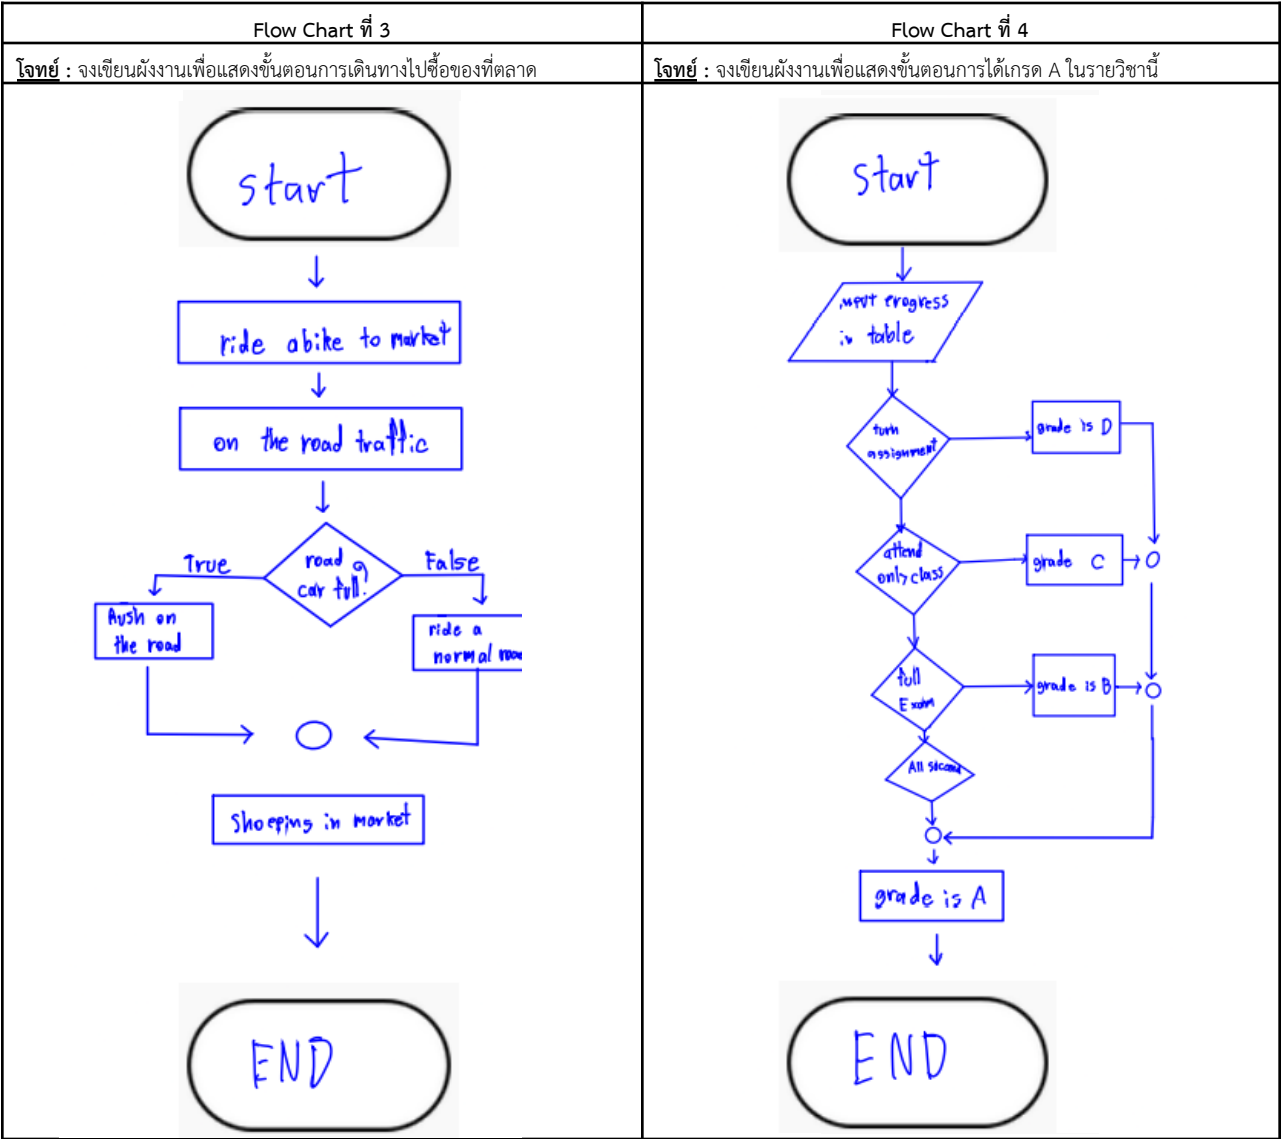 Flow Chart ที่ 3
โจทย์ : จงเขียนผังงานเพื่อแสดงขั้นตอนการเดินทางไปซื้อของที่ตลาด
start
ride a bike to market
on the road traffic
road
car full?
True
False
Push on
the road
ride a
normal
Shopping in market
END
Flow Chart ที่ 4
โจทย์ : จงเขียนผังงานเพื่อแสดงขั้นตอนการได้เกรด A ในรายวิชานี้
Start
input progress
in table
turn
assignment
grade is D
attend
only class
grade C
full
Exam
grade is B
All
grade is A
END